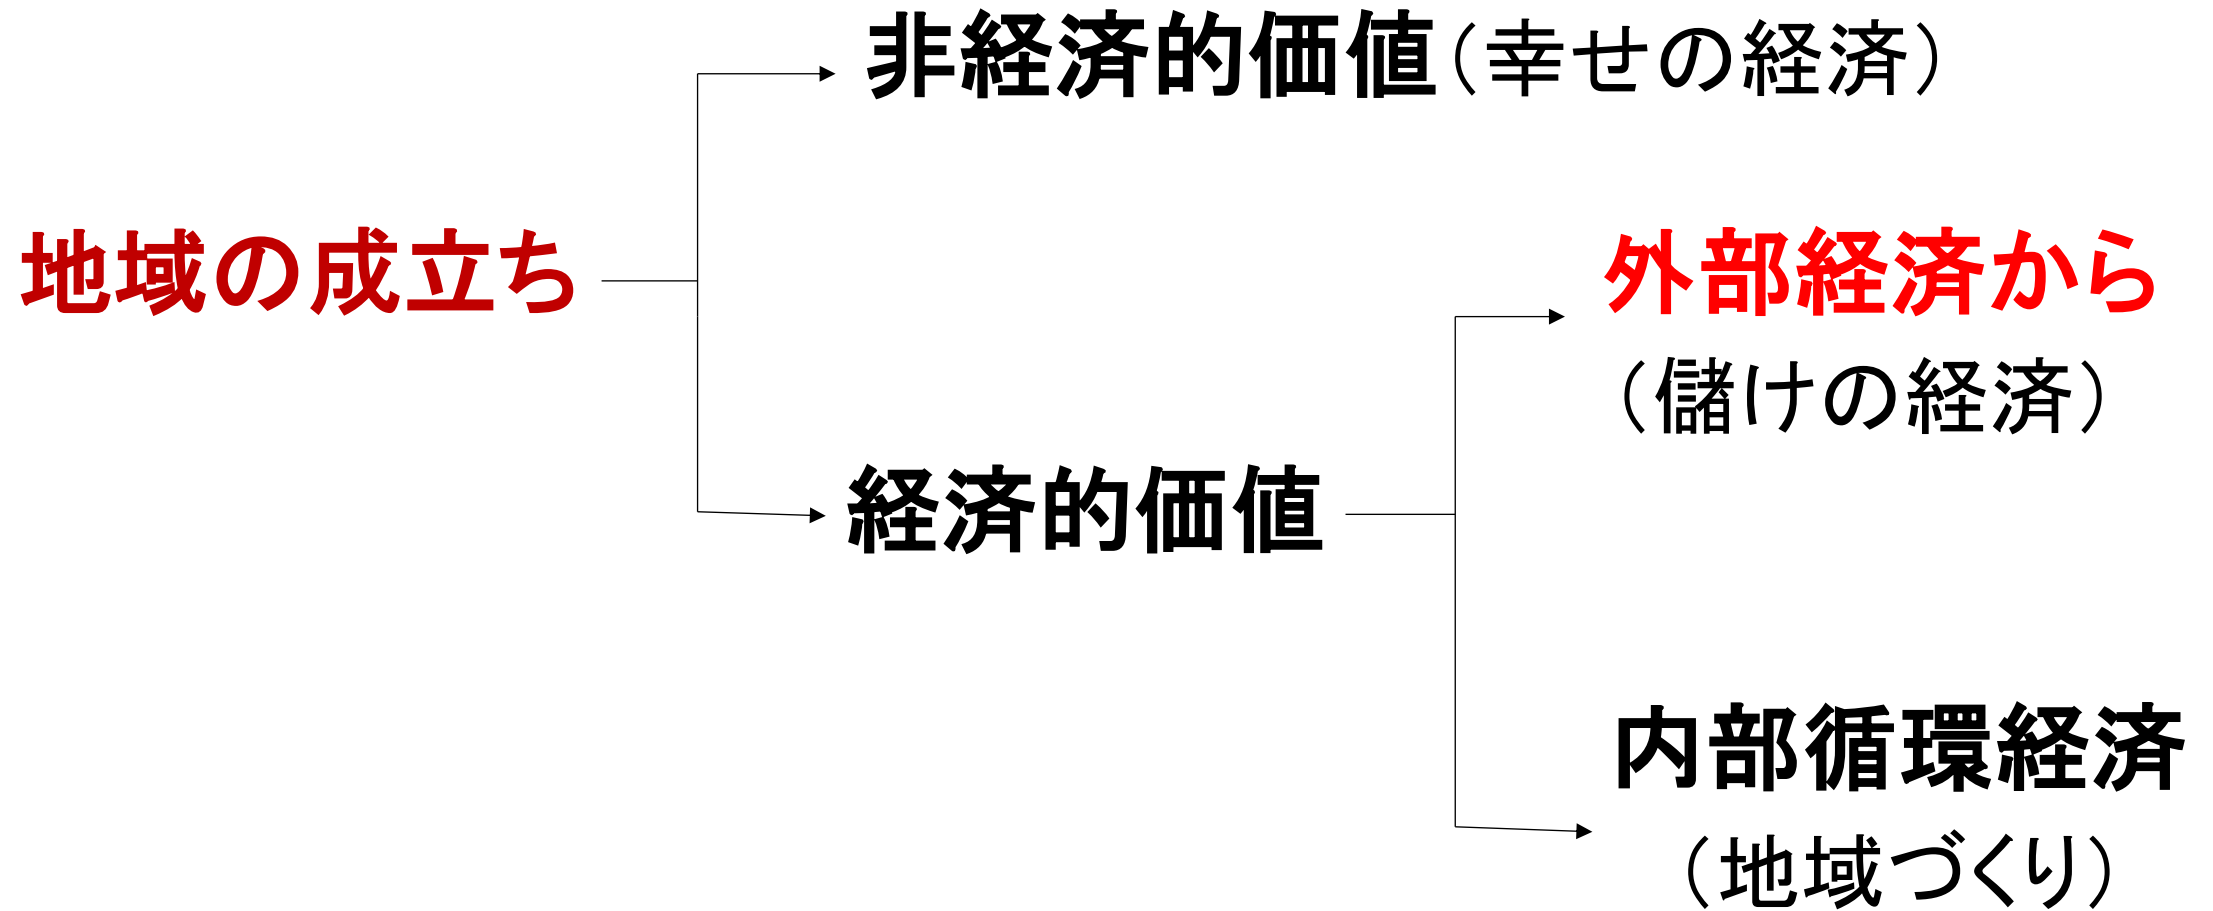 非経済的価値（幸せの経済）
地域の成立ち
外部経済から
（儲けの経済）
経済的価値
内部循環経済
（地域づくり）